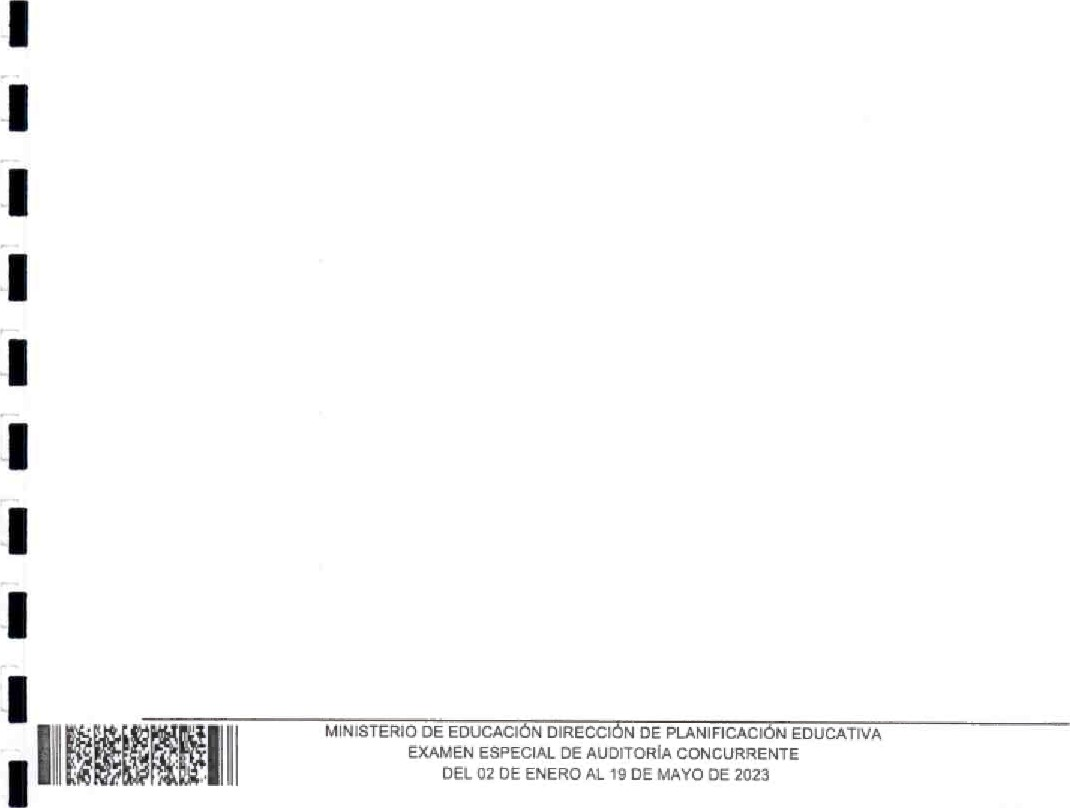 MINISTERIO DE EDUCACIÓN DIRECCIÓN DE PLANIFICACIÓN EDUCATIVA
EXAMEN ESPECIAL DE AUDITORÍA CONCURRENTE
DEL 02 DE ENERO AL 19 DE MAYO DE 2023